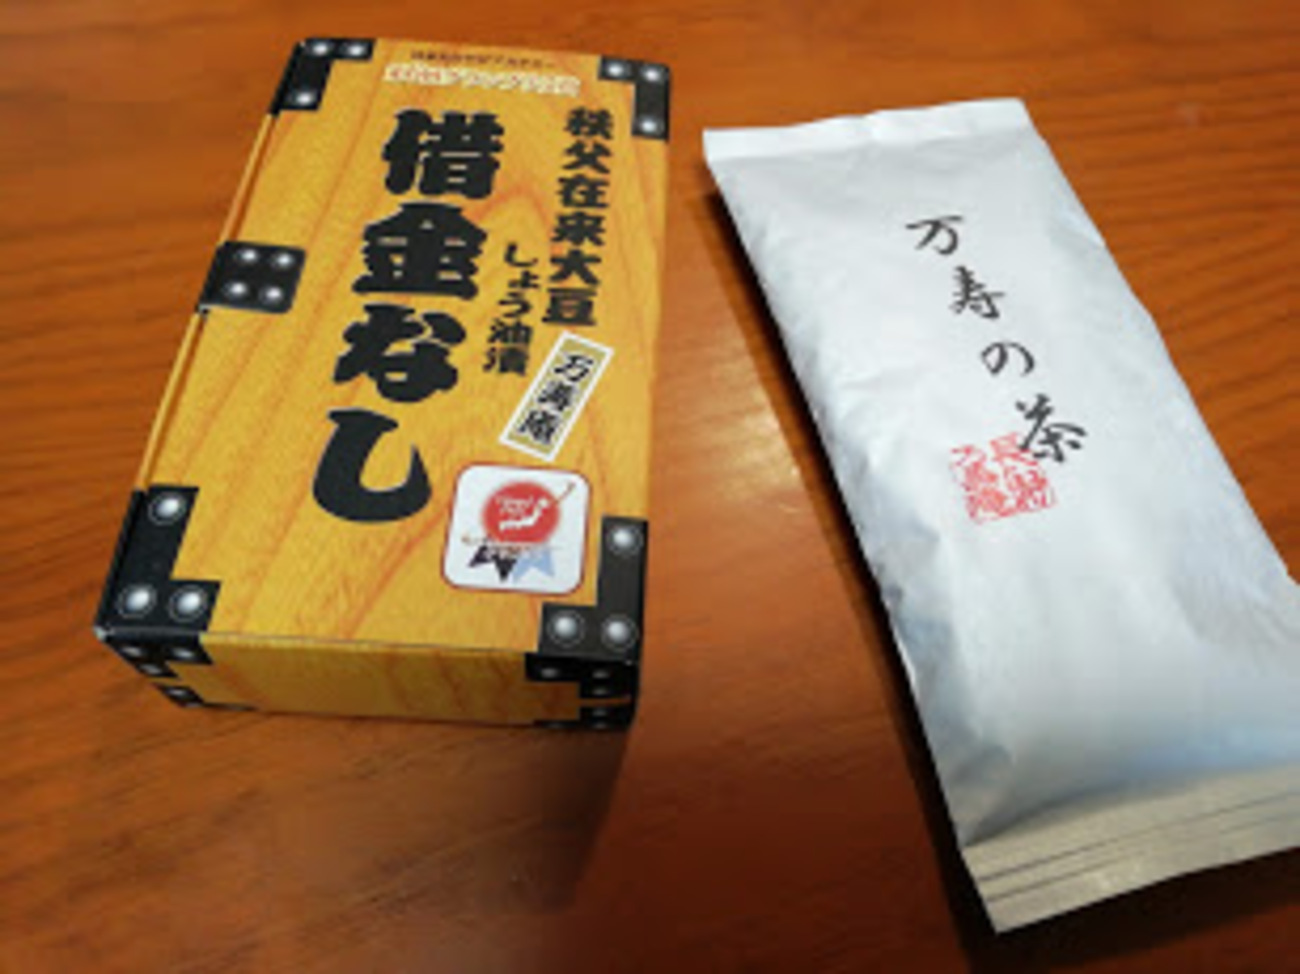 秩父在来大豆
しょう油漬
借金なし
万寿庵
万寿の茶